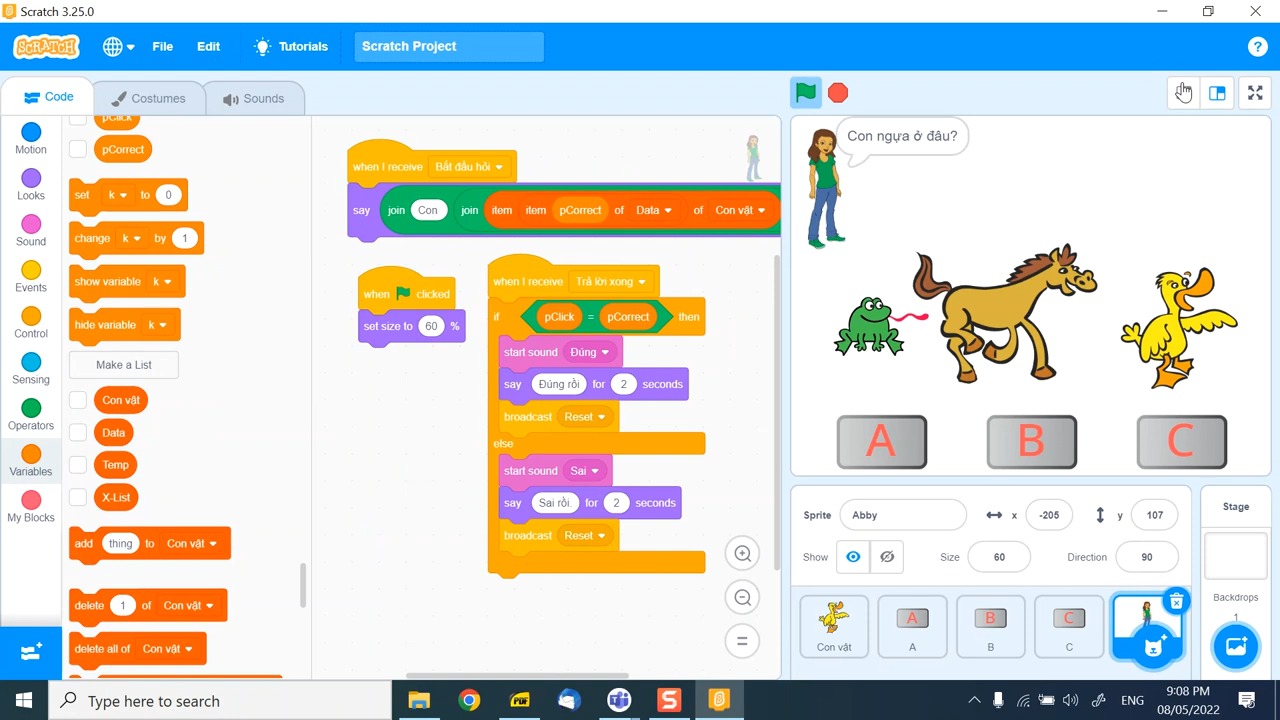 Scratch 3.25.0
SCRATCH
File
Edit
Tutorials
Scratch Project
Code
Costumes
Sounds
Motion
Looks
Sound
Events
Control
Sensing
Operators
Variables
My Blocks
pClick
pCorrect
set k to 0
change k by 1
show variable k
hide variable k
Make a List
Con vật
Data
Temp
X-List
add thing to Con vật
delete 1 of Con vật
delete all of Con vật
when I receive Bắt đầu hỏi
say join Con join item item pCorrect of Data of Con vật
when clicked
set size to 60 %
when I receive Trả lời xong
if pClick = pCorrect then
start sound Đúng
say Đúng rồi for 2 seconds
broadcast Reset
else
start sound Sai
say Sai rồi. for 2 seconds
broadcast Reset
Con ngựa ở đâu?
A B C
Sprite Abby x -205 y 107
Show Size 60 Direction 90
Con vật A B C
Stage
Backdrops
1
Type here to search
PDF
S
ENG
9:08 PM
08/05/2022